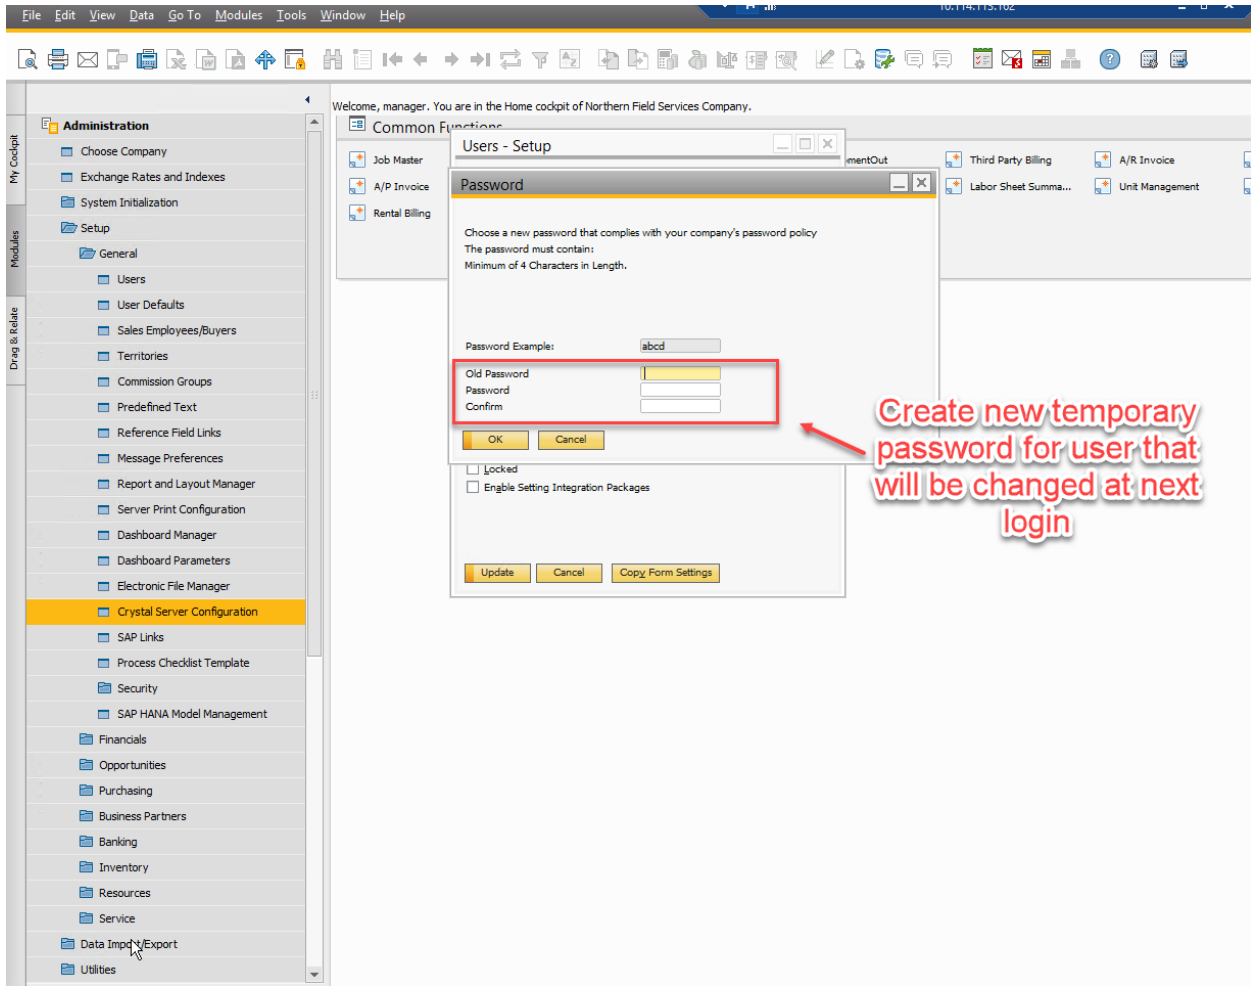 10.114.113.162
File Edit View Data Go To Modules Tools Window Help
My Cockpit
Modules
Drag & Relate
Administration
Choose Company
Exchange Rates and Indexes
System Initialization
Setup
General
Users
User Defaults
Sales Employees/Buyers
Territories
Commission Groups
Predefined Text
Reference Field Links
Message Preferences
Report and Layout Manager
Server Print Configuration
Dashboard Manager
Dashboard Parameters
Electronic File Manager
Crystal Server Configuration
SAP Links
Process Checklist Template
Security
SAP HANA Model Management
Financials
Opportunities
Purchasing
Business Partners
Banking
Inventory
Resources
Service
Data Import/Export
Utilities
Welcome, manager. You are in the Home cockpit of Northern Field Services Company.
Common Functions
Job Master
A/P Invoice
Rental Billing
ementOut
Third Party Billing
A/R Invoice
Labor Sheet Summa...
Unit Management
Users - Setup
Password
Choose a new password that complies with your company's password policy
The password must contain:
Minimum of 4 Characters in Length.
Password Example: abcd
Old Password
Password
Confirm
OK Cancel
Locked
Enable Setting Integration Packages
Update Cancel Copy Form Settings
Create new temporary
password for user that
will be changed at next
login